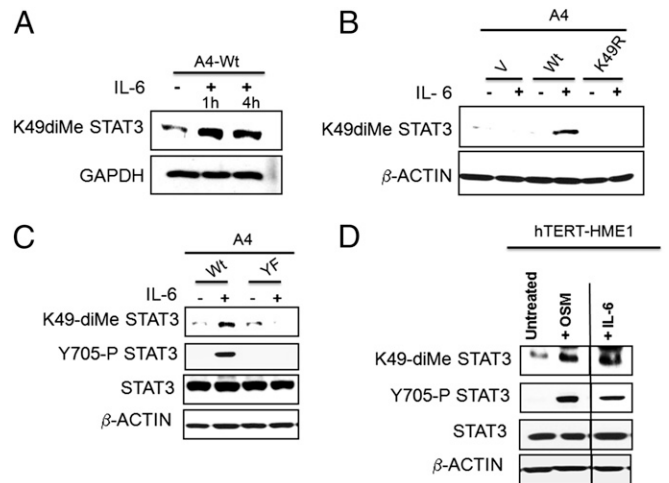 A
A4-Wt
IL-6 - + +
1h 4h
K49diMe STAT3
GAPDH
B
A4
V Wt K49R
IL- 6 - + - + - +
K49diMe STAT3
β-ACTIN
C
A4
Wt YF
IL-6 - + - +
K49-diMe STAT3
Y705-P STAT3
STAT3
β-ACTIN
D
hTERT-HME1
Untreated + OSM + IL-6
K49-diMe STAT3
Y705-P STAT3
STAT3
β-ACTIN